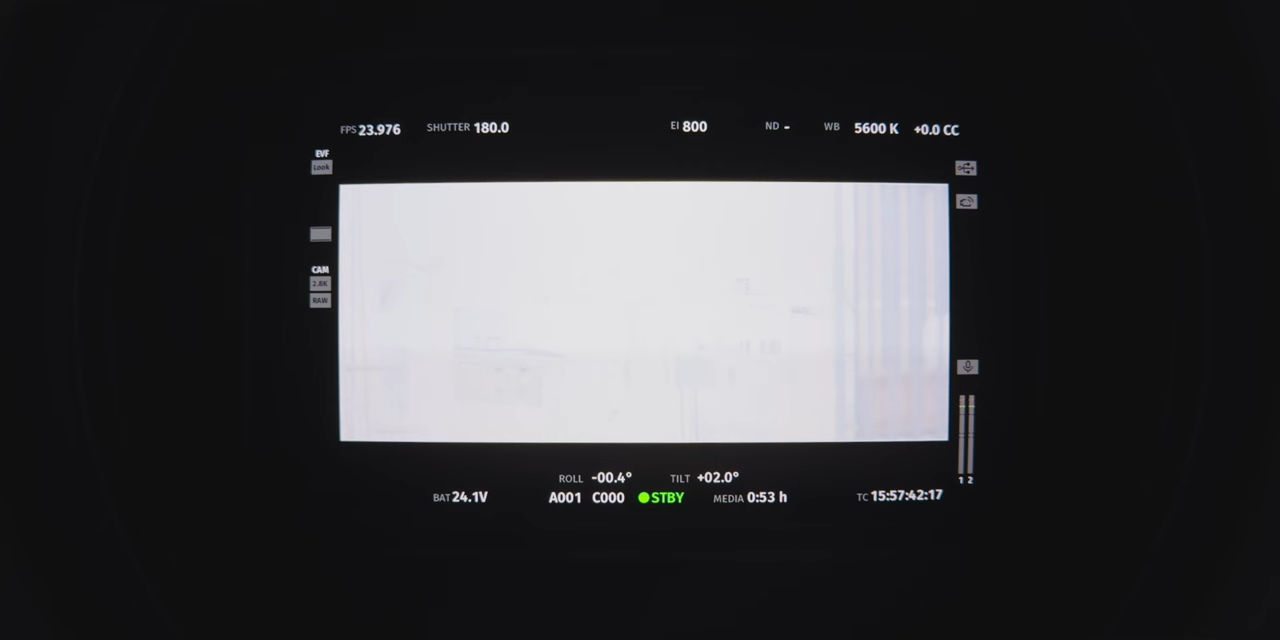 FPS 23.976 SHUTTER 180.0 EI 800 ND - WB 5600 K +0.0 CC
EVF
Look
CAM
2.8K
RAW
1 2
ROLL -00.4° TILT +02.0°
BAT 24.1V A001 C000 STBY MEDIA 0:53 h TC 15:57:42:17